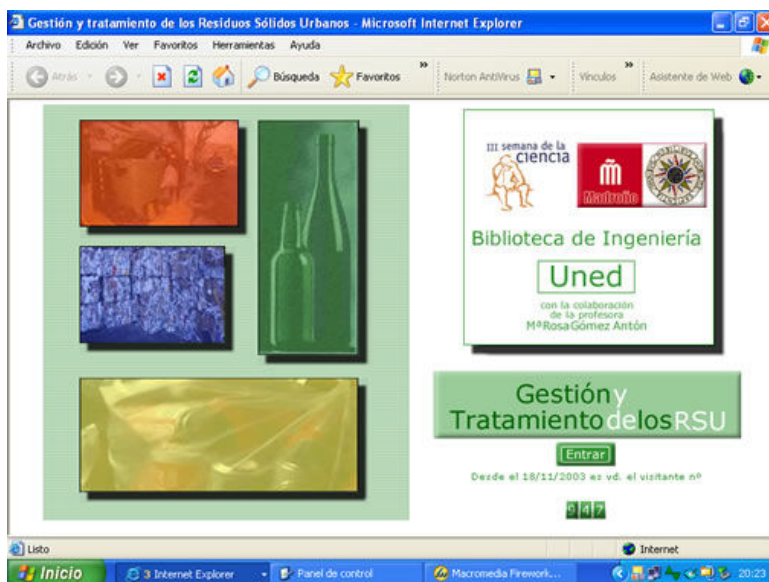 Gestión y tratamiento de los Residuos Sólidos Urbanos - Microsoft Internet Explorer
Archivo Edición Ver Favoritos Herramientas Ayuda
Atrás Búsqueda Favoritos » Norton AntiVirus Vínculos » Asistente de Web
III semana de la
ciencia
Madroño
Biblioteca de Ingeniería
Uned
con la colaboración
de la profesora
MªRosaGómez Antón
Gestión y
Tratamiento de los RSU
Entrar
Desde el 18/11/2003 es vd. el visitante nº
947
Listo Internet
Inicio 3 Internet Explorer Panel de control Macromedia Firework... 20:23